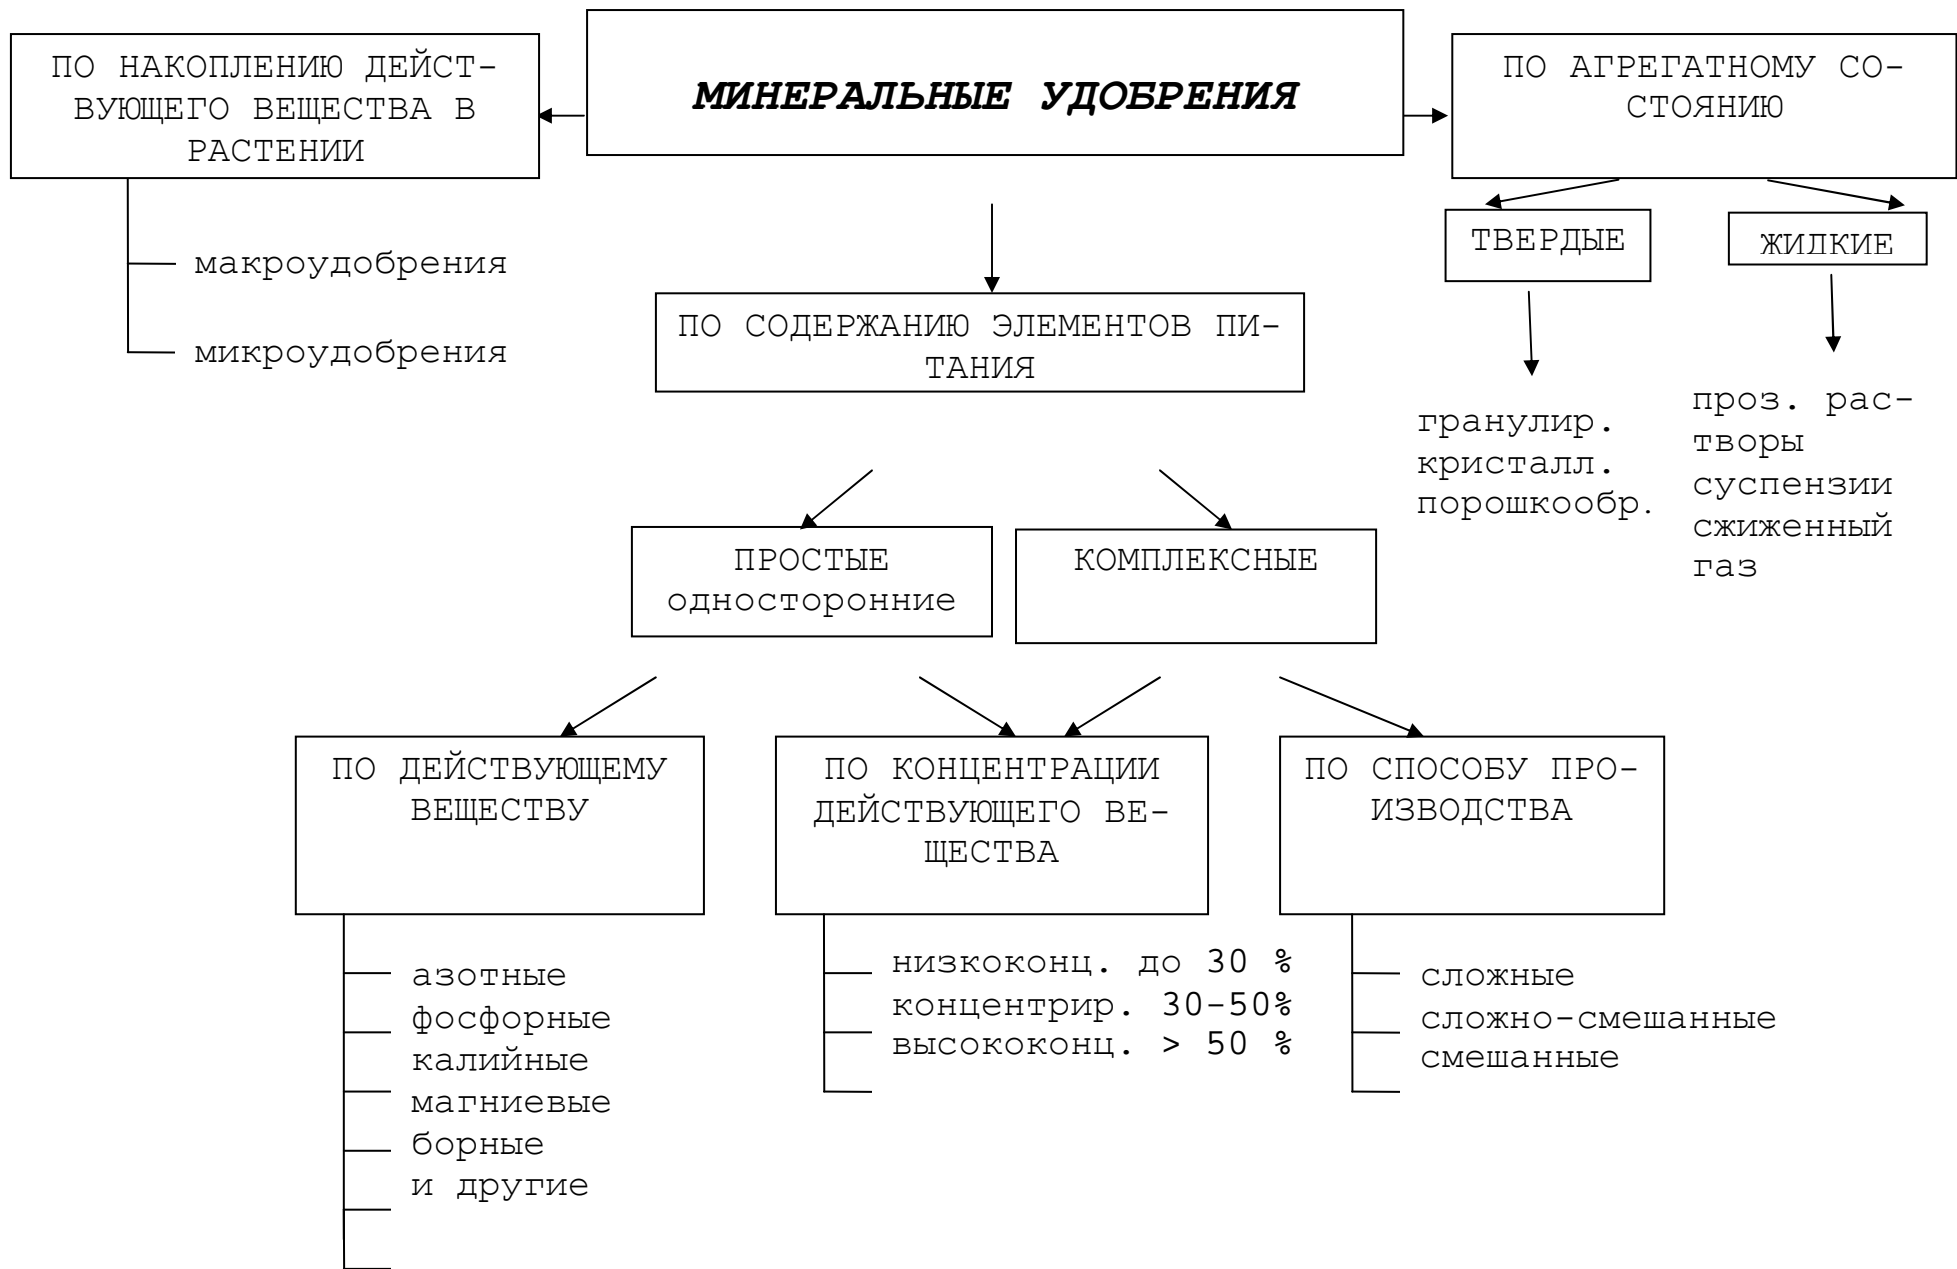 МИНЕРАЛЬНЫЕ УДОБРЕНИЯ
ПО НАКОПЛЕНИЮ ДЕЙСТ-
ВУЮЩЕГО ВЕЩЕСТВА В
РАСТЕНИИ
макроудобрения
микроудобрения
ПО АГРЕГАТНОМУ СО-
СТОЯНИЮ
ТВЕРДЫЕ
ЖИДКИЕ
гранулир.
кристалл.
порошкообр.
проз. рас-
творы
суспензии
сжиженный
газ
ПО СОДЕРЖАНИЮ ЭЛЕМЕНТОВ ПИ-
ТАНИЯ
ПРОСТЫЕ
односторонние
КОМПЛЕКСНЫЕ
ПО ДЕЙСТВУЮЩЕМУ
ВЕЩЕСТВУ
азотные
фосфорные
калийные
магниевые
борные
и другие
ПО КОНЦЕНТРАЦИИ
ДЕЙСТВУЮЩЕГО ВЕ-
ЩЕСТВА
низкоконц. до 30 %
концентрир. 30-50%
высококонц. > 50 %
ПО СПОСОБУ ПРО-
ИЗВОДСТВА
сложные
сложно-смешанные
смешанные